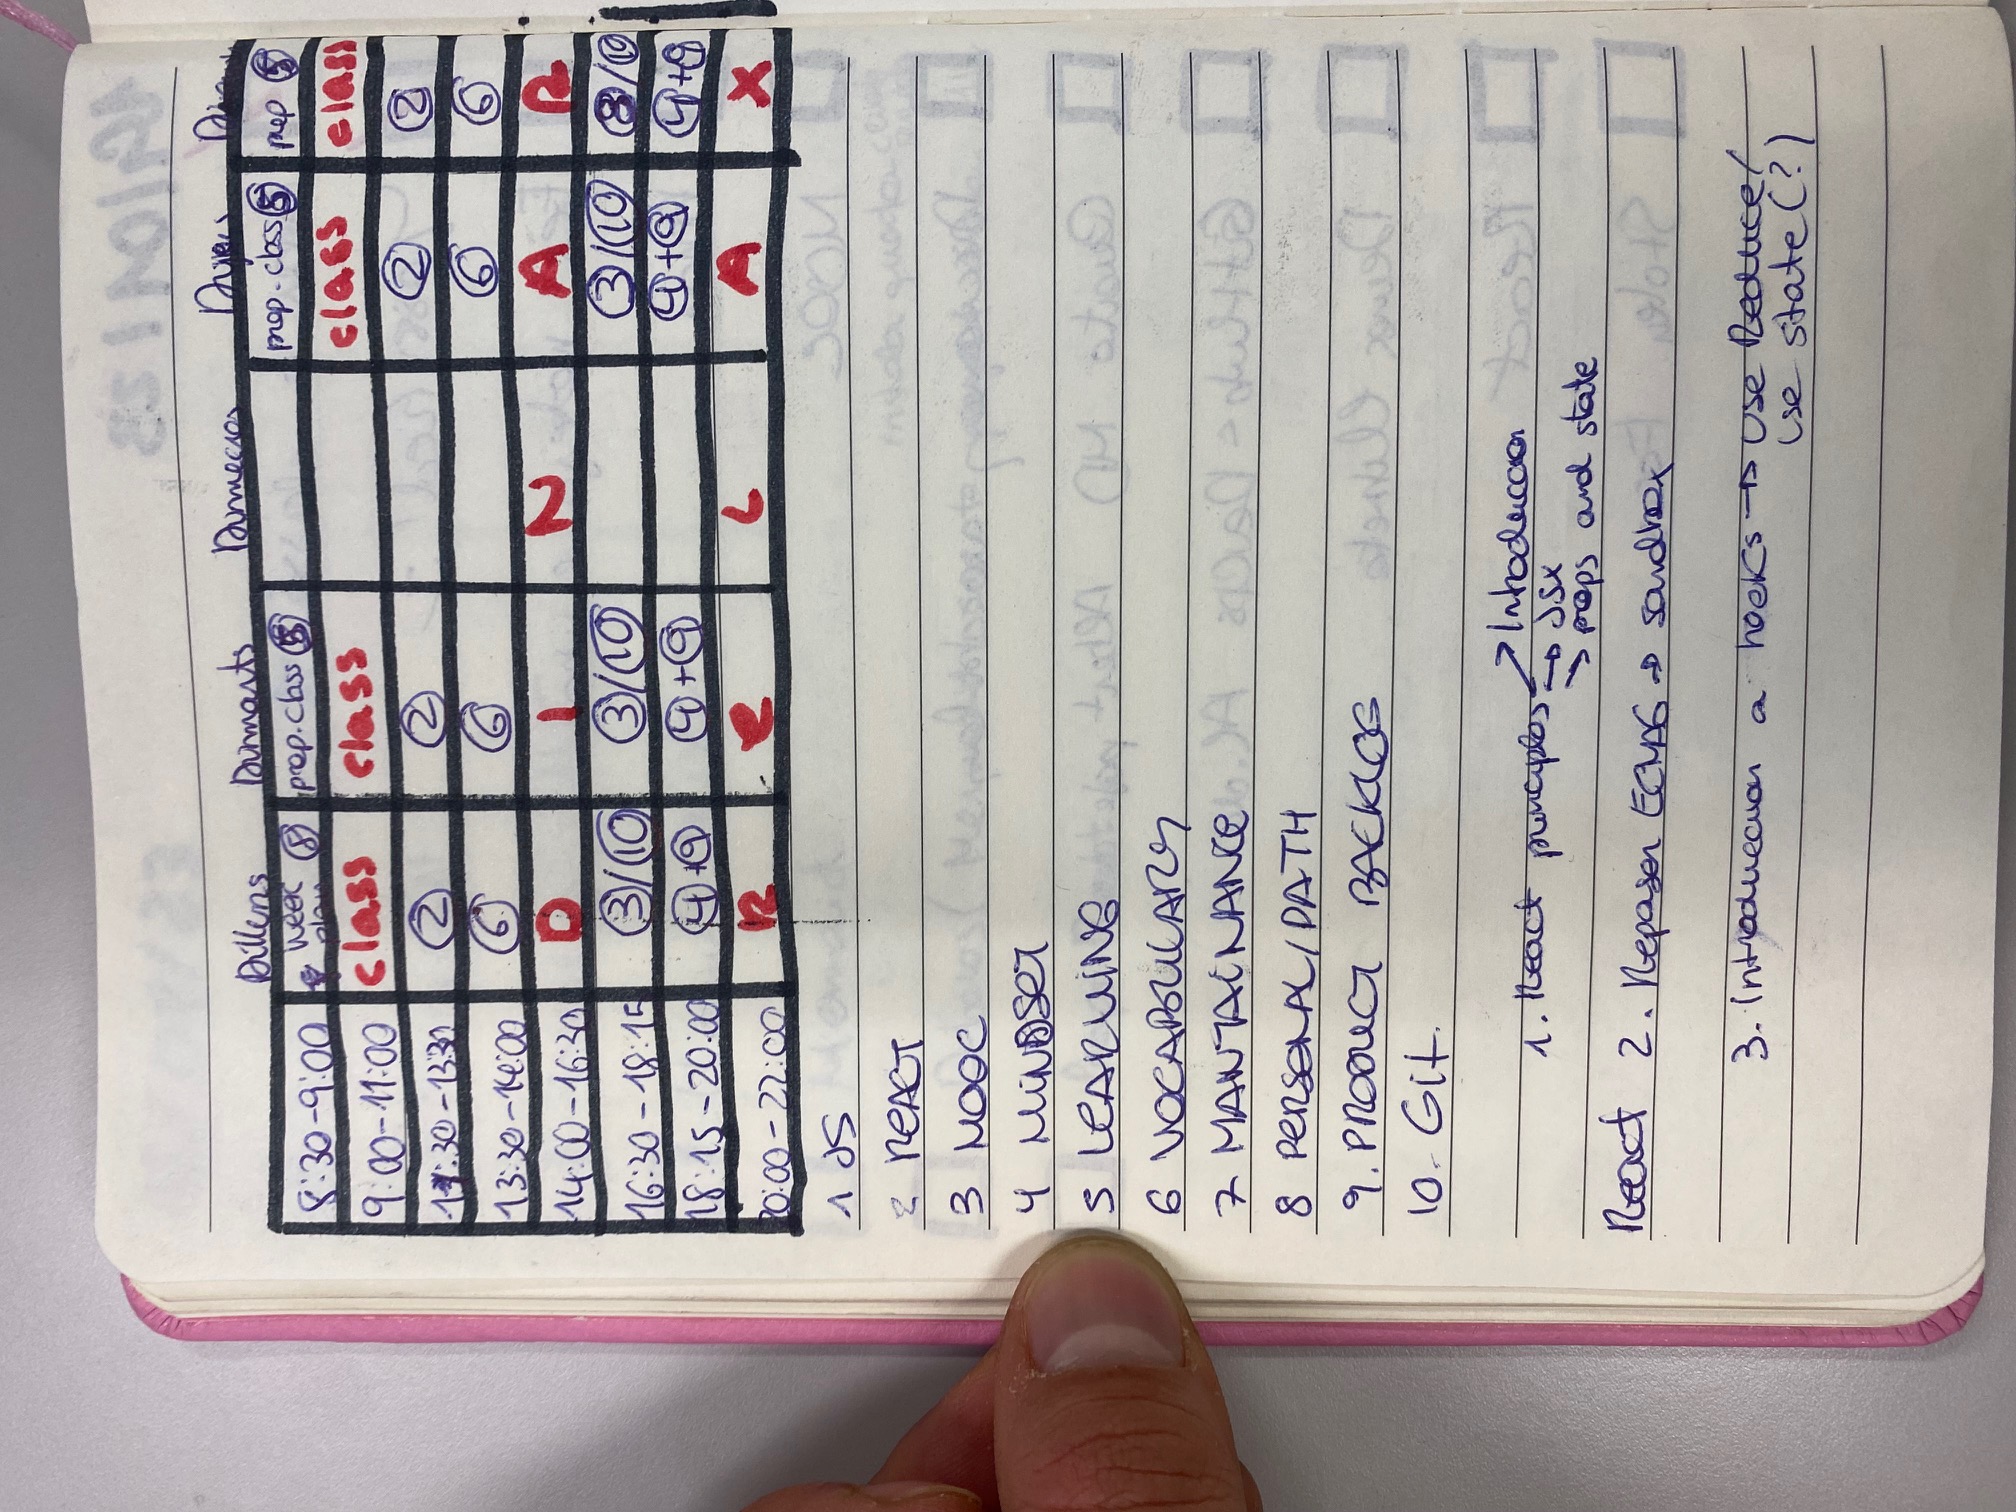 Dillens Dimarts Dimecres Dijous
8:30-9:00 week plan 8 prep. class 5 prep. class 5 prep 5
9:00-11:00 class class class class
11:30-13:30 2 2 2 2
13:30-14:00 6 6 6 6
14:00-16:30 D I N A R
16:30-18:15 3/10 3/10 3/10 3/10
18:15-20:00 4+9 4+9 4+9 4+9
20:00-22:00 R e L A X
1 JS
2 REACT
3 MOOC
4 MINDSET
5 LEARNING
6 VOCABULARY
7 MANTAINANCE
8 PERSONAL/PATH
9. PRODUCT BACKLOG
10. Git.
Introduccion
1. React principles → JSX
props and state
React 2. Repasar ECMA6 → sandbox
3. Introduccion a hooks → use Reduce/
use state (?)